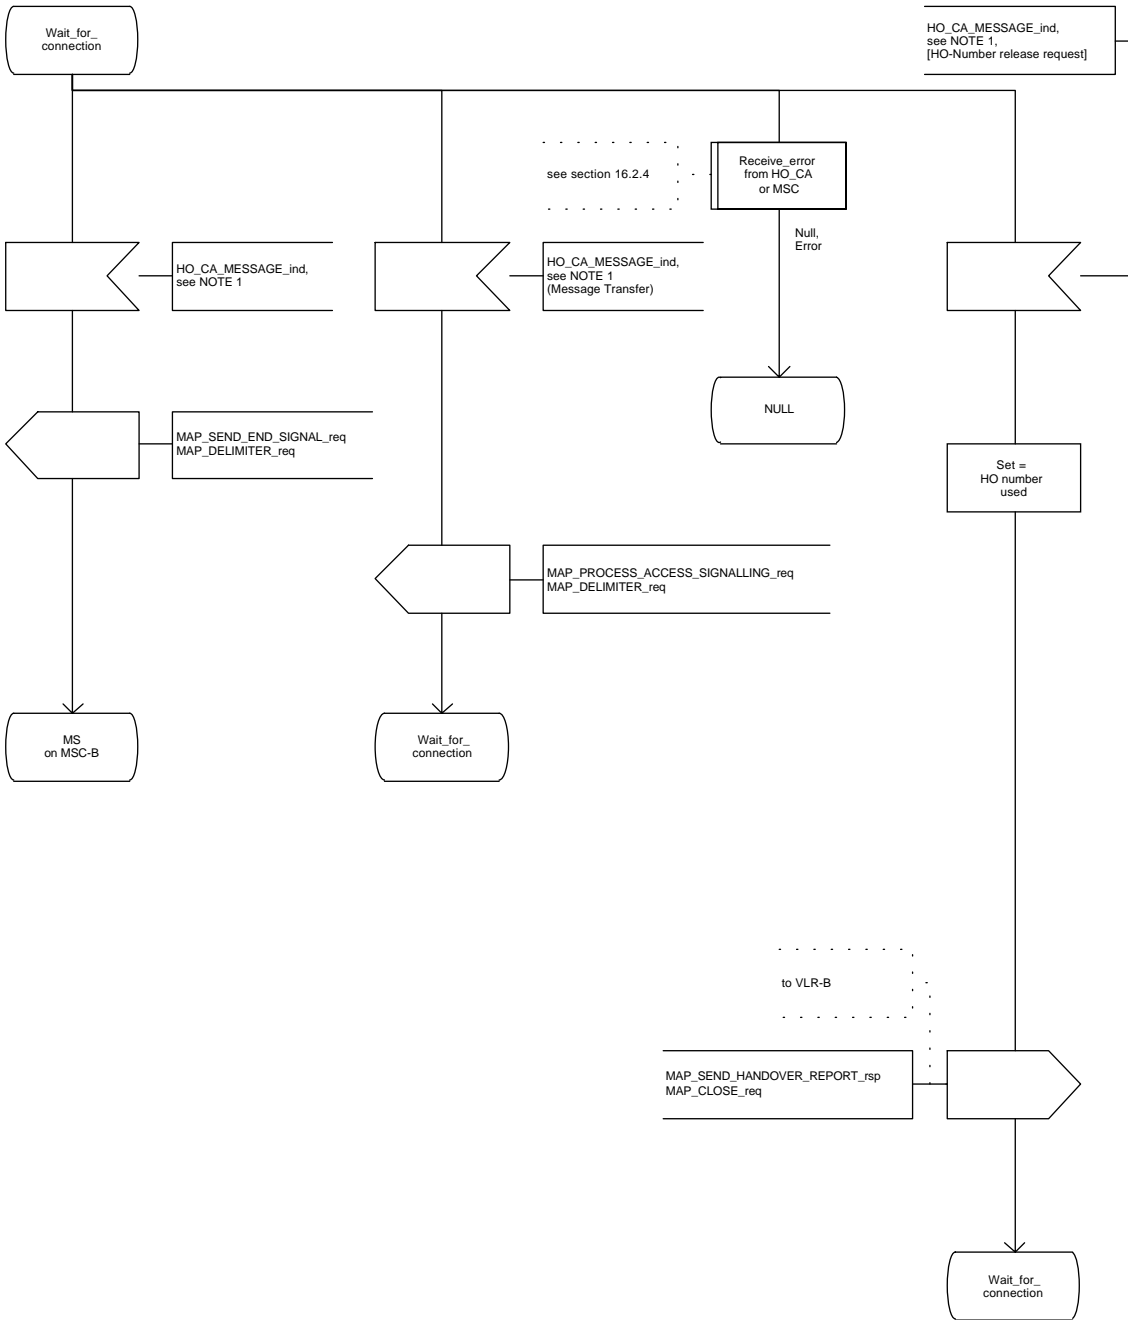 Wait_for_
connection
HO_CA_MESSAGE_ind,
see NOTE 1,
[HO-Number release request]
see section 16.2.4
Receive_error
from HO_CA
or MSC
Null,
Error
HO_CA_MESSAGE_ind,
see NOTE 1
HO_CA_MESSAGE_ind,
see NOTE 1
(Message Transfer)
NULL
MAP_SEND_END_SIGNAL_req
MAP_DELIMITER_req
Set =
HO number
used
MAP_PROCESS_ACCESS_SIGNALLING_req
MAP_DELIMITER_req
MS
on MSC-B
Wait_for_
connection
to VLR-B
MAP_SEND_HANDOVER_REPORT_rsp
MAP_CLOSE_req
Wait_for_
connection